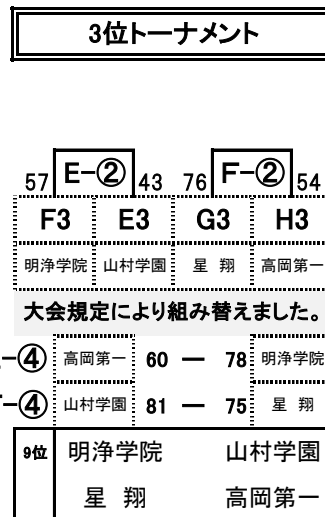 3位トーナメント
57 E-② 43 76 F-② 54
F3 E3 G3 H3
明浄学院 山村学園 星 翔 高岡第一
大会規定により組み替えました。
-④ 高岡第一 60 ー 78 明浄学院
-④ 山村学園 81 ー 75 星 翔
9位 明浄学院 山村学園
星 翔 高岡第一